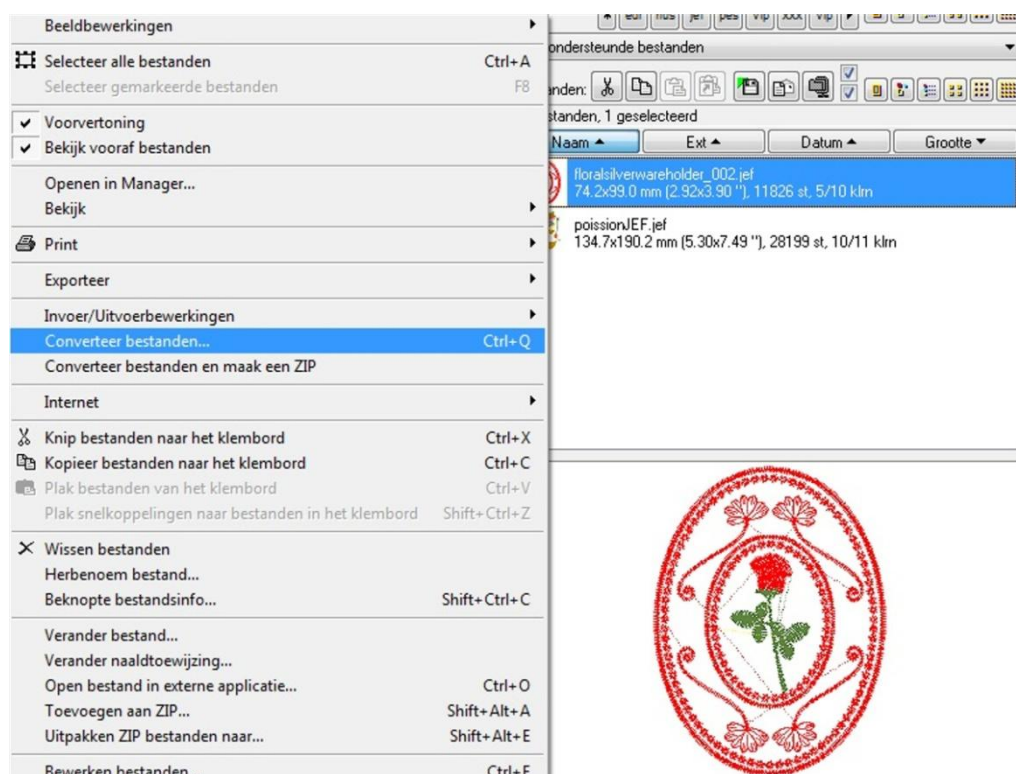 Beeldbewerkingen
Selecteer alle bestanden Ctrl+A
Selecteer gemarkeerde bestanden F8
Voorvertoning
Bekijk vooraf bestanden
Openen in Manager...
Bekijk
Print
Exporteer
Invoer/Uitvoerbewerkingen
Converteer bestanden... Ctrl+Q
Converteer bestanden en maak een ZIP
Internet
Knip bestanden naar het klembord Ctrl+X
Kopieer bestanden naar het klembord Ctrl+C
Plak bestanden van het klembord Ctrl+V
Plak snelkoppelingen naar bestanden in het klembord Shift+Ctrl+Z
Wissen bestanden
Herbenoem bestand...
Beknopte bestandsinfo... Shift+Ctrl+C
Verander bestand...
Verander naaldtoewijzing...
Open bestand in externe applicatie... Ctrl+O
Toevoegen aan ZIP... Shift+Alt+A
Uitpakken ZIP bestanden naar... Shift+Alt+E
Bewerken bestanden Ctrl+E
* edr hus jef pes vip xxx vip
ondersteunde bestanden
anden:
standen, 1 geselecteerd
Naam Ext Datum Grootte
floralsilverwareholder_002.jef
74.2x99.0 mm (2.92x3.90 "), 11826 st, 5/10 klrn
poissionJEF.jef
134.7x190.2 mm (5.30x7.49 "), 28199 st, 10/11 klrn